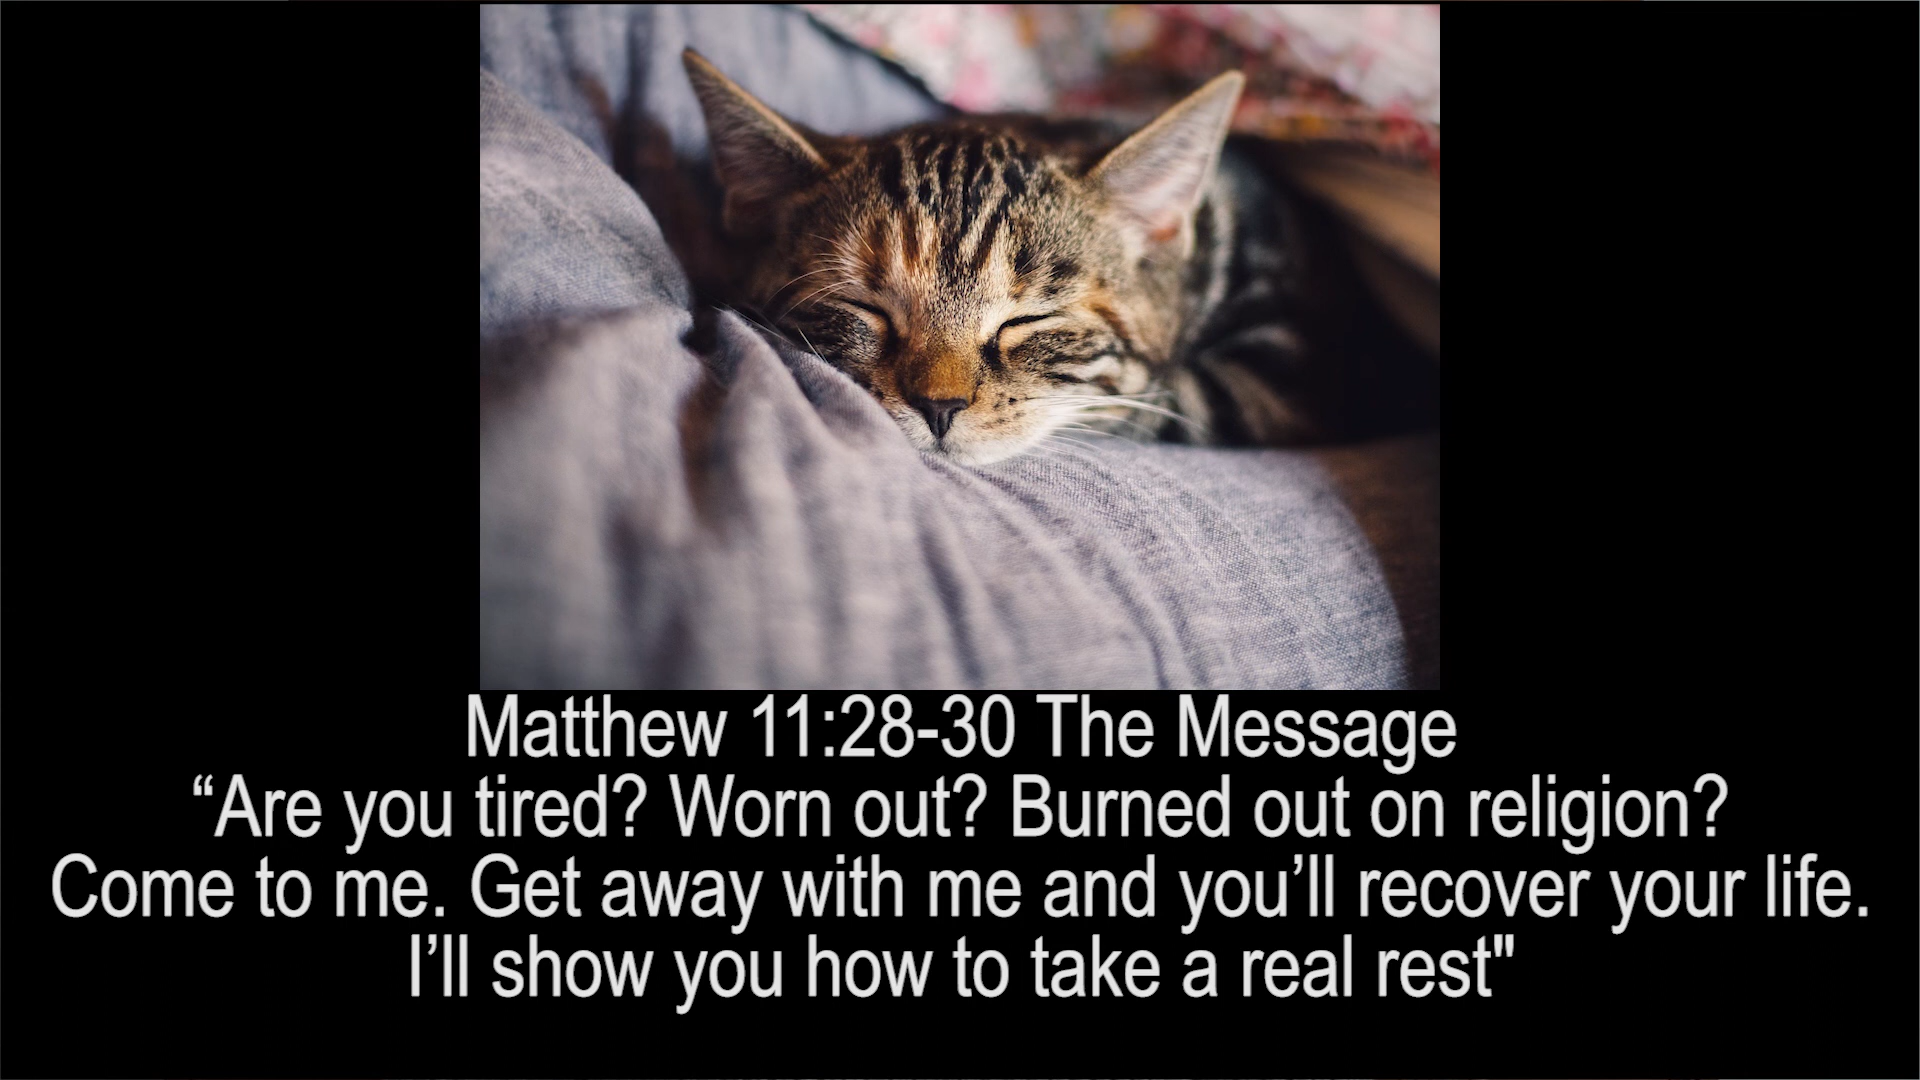 Matthew 11:28-30 The Message
“Are you tired? Worn out? Burned out on religion?
Come to me. Get away with me and you’ll recover your life.
I’ll show you how to take a real rest"